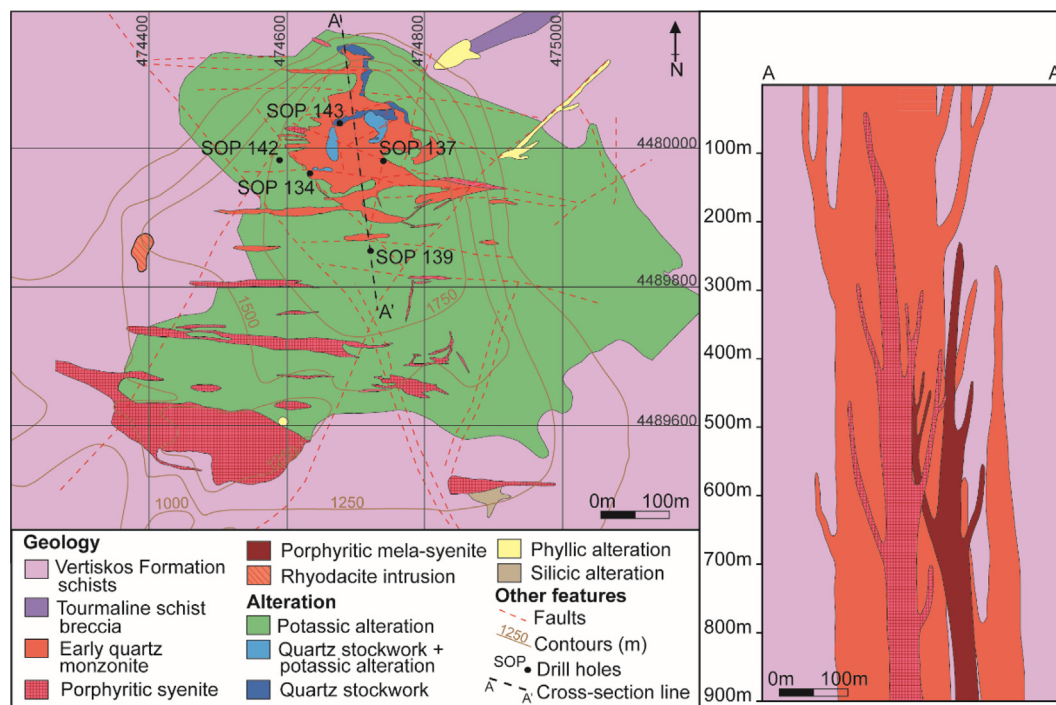 474400
474600
474800
475000
A
N
SOP 143
4480000
SOP 142
SOP 137
SOP 134
SOP 139
4489800
A'
1500
1750
4489600
1000
1250
0m 100m
Geology
Vertiskos Formation
schists
Tourmaline schist
breccia
Early quartz
monzonite
Porphyritic syenite
Porphyritic mela-syenite
Rhyodacite intrusion
Alteration
Potassic alteration
Quartz stockwork +
potassic alteration
Quartz stockwork
Phyllic alteration
Silicic alteration
Other features
Faults
1250 Contours (m)
SOP Drill holes
A A' Cross-section line
A A
100m
200m
300m
400m
500m
600m
700m
800m
900m
0m 100m